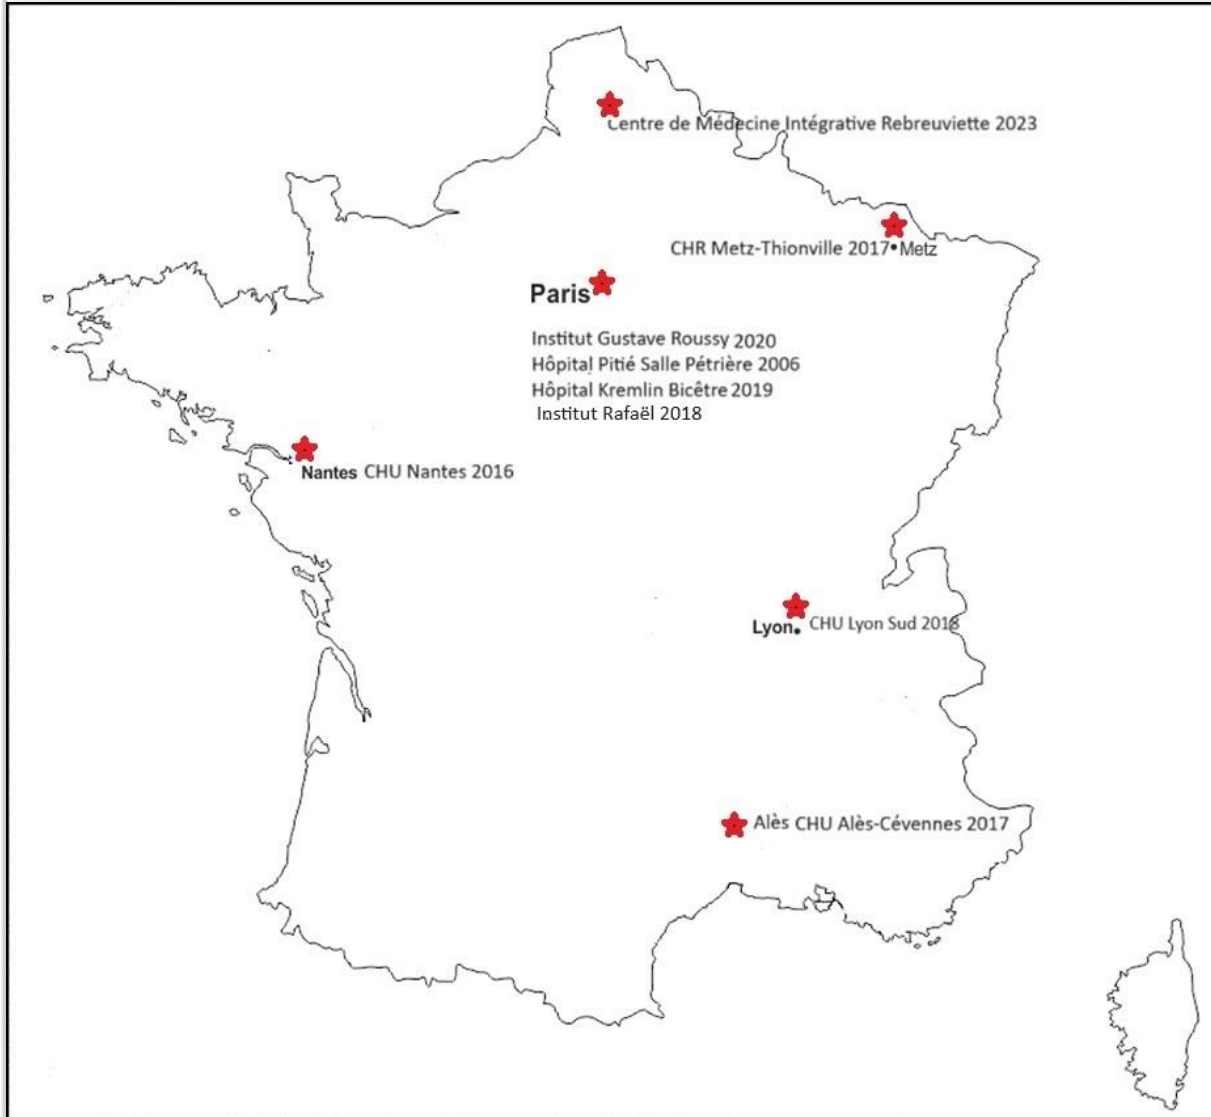 Centre de Médecine Intégrative Rebreuviette 2023
CHR Metz-Thionville 2017•Metz
Paris
Institut Gustave Roussy 2020
Hôpital Pitié Salle Pétrière 2006
Hôpital Kremlin Bicêtre 2019
Institut Rafaël 2018
Nantes CHU Nantes 2016
Lyon. CHU Lyon Sud 2018
Alès CHU Alès-Cévennes 2017